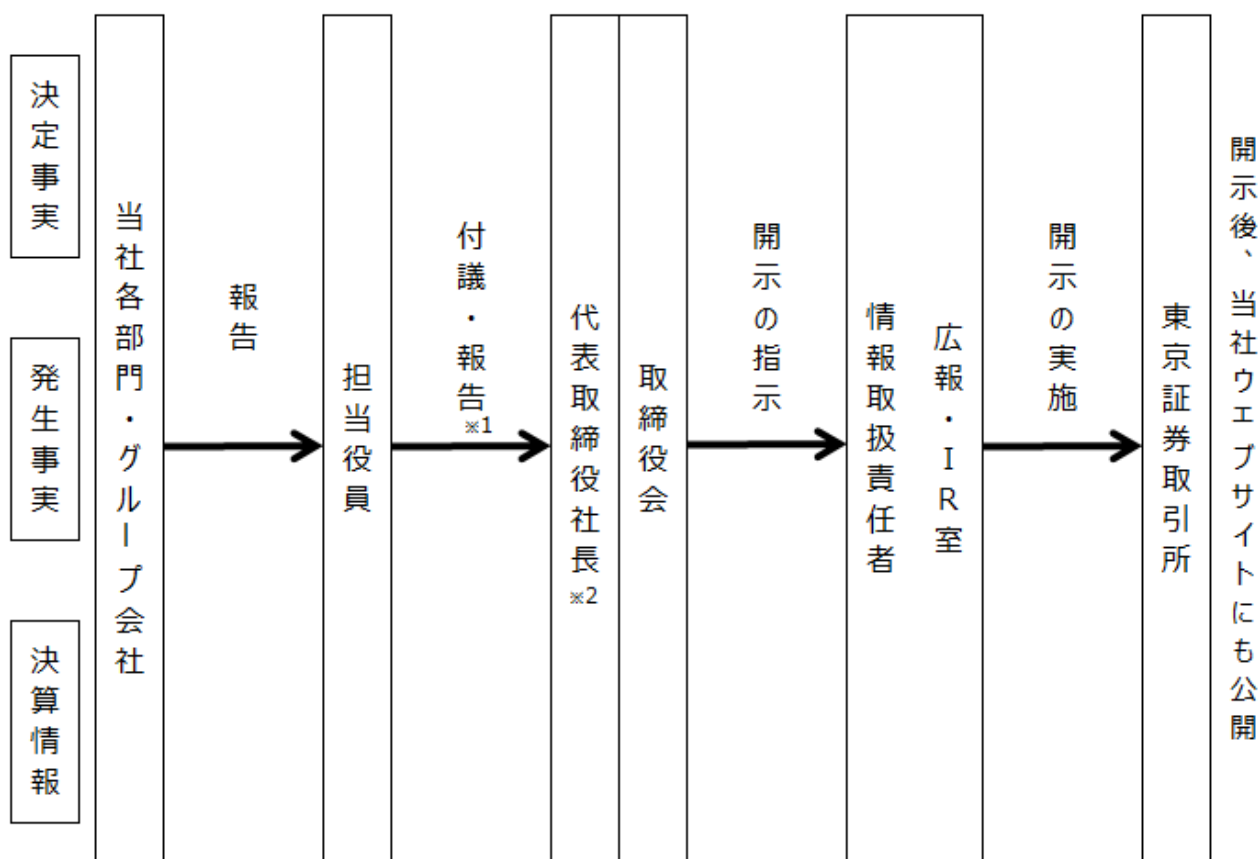 決定事実
発生事実
決算情報
当社各部門・グループ会社
報告
担当役員
付議・報告※1
代表取締役社長※2
取締役会
開示の指示
情報取扱責任者
広報・IR室
開示の実施
東京証券取引所
開示後、当社ウエブサイトにも公開